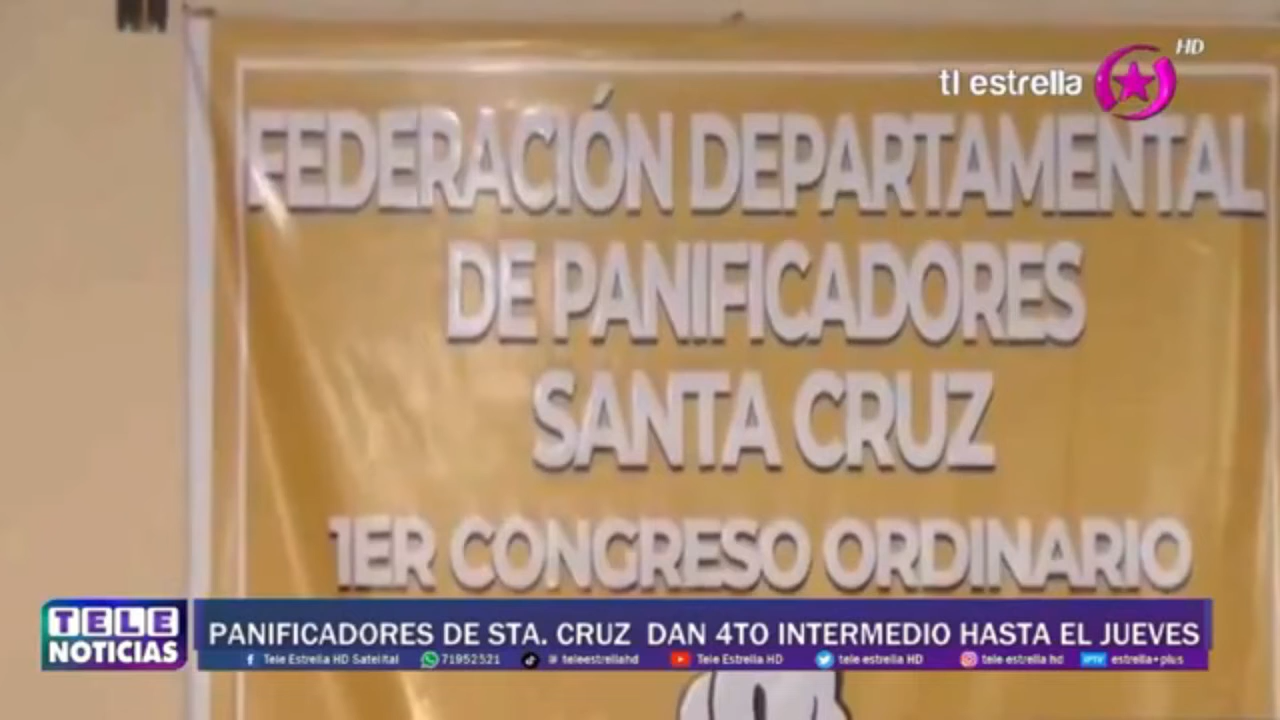 HD
tl estrella
FEDERACIÓN DEPARTAMENTAL
DE PANIFICADORES
SANTA CRUZ
1ER CONGRESO ORDINARIO
TELE
NOTICIAS
PANIFICADORES DE STA. CRUZ DAN 4TO INTERMEDIO HASTA EL JUEVES
Tele Estrella HD Satelital 71952521 @ teleestrellahd Tele Estrella HD tele estrella HD tele estrella hd IPTV estrella+plus